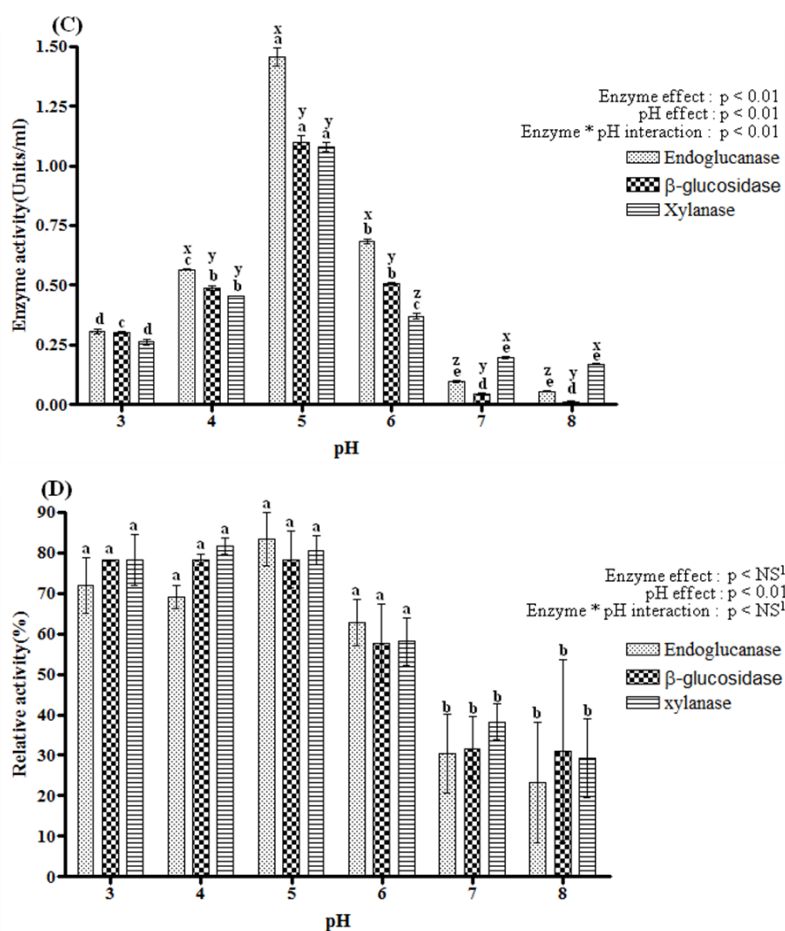 (C)
1.50
1.25
1.00
0.75
0.50
0.25
0.00
Enzyme activity(Units/ml)
x
a
y
a
y
a
x
c
y
b
y
b
x
b
y
b
z
c
d
c
d
z
e
y
d
x
e
z
e
y
d
x
e
3
4
5
6
7
8
pH
Enzyme effect : p < 0.01
pH effect : p < 0.01
Enzyme * pH interaction : p < 0.01
Endoglucanase
β-glucosidase
Xylanase
(D)
90
80
70
60
50
40
30
20
10
0
Relative activity(%)
a a a
a a a
a a a
a a a
b b b
b b b
3
4
5
6
7
8
pH
Enzyme effect : p < NS¹
pH effect : p < 0.01
Enzyme * pH interaction : p < NS¹
Endoglucanase
β-glucosidase
xylanase